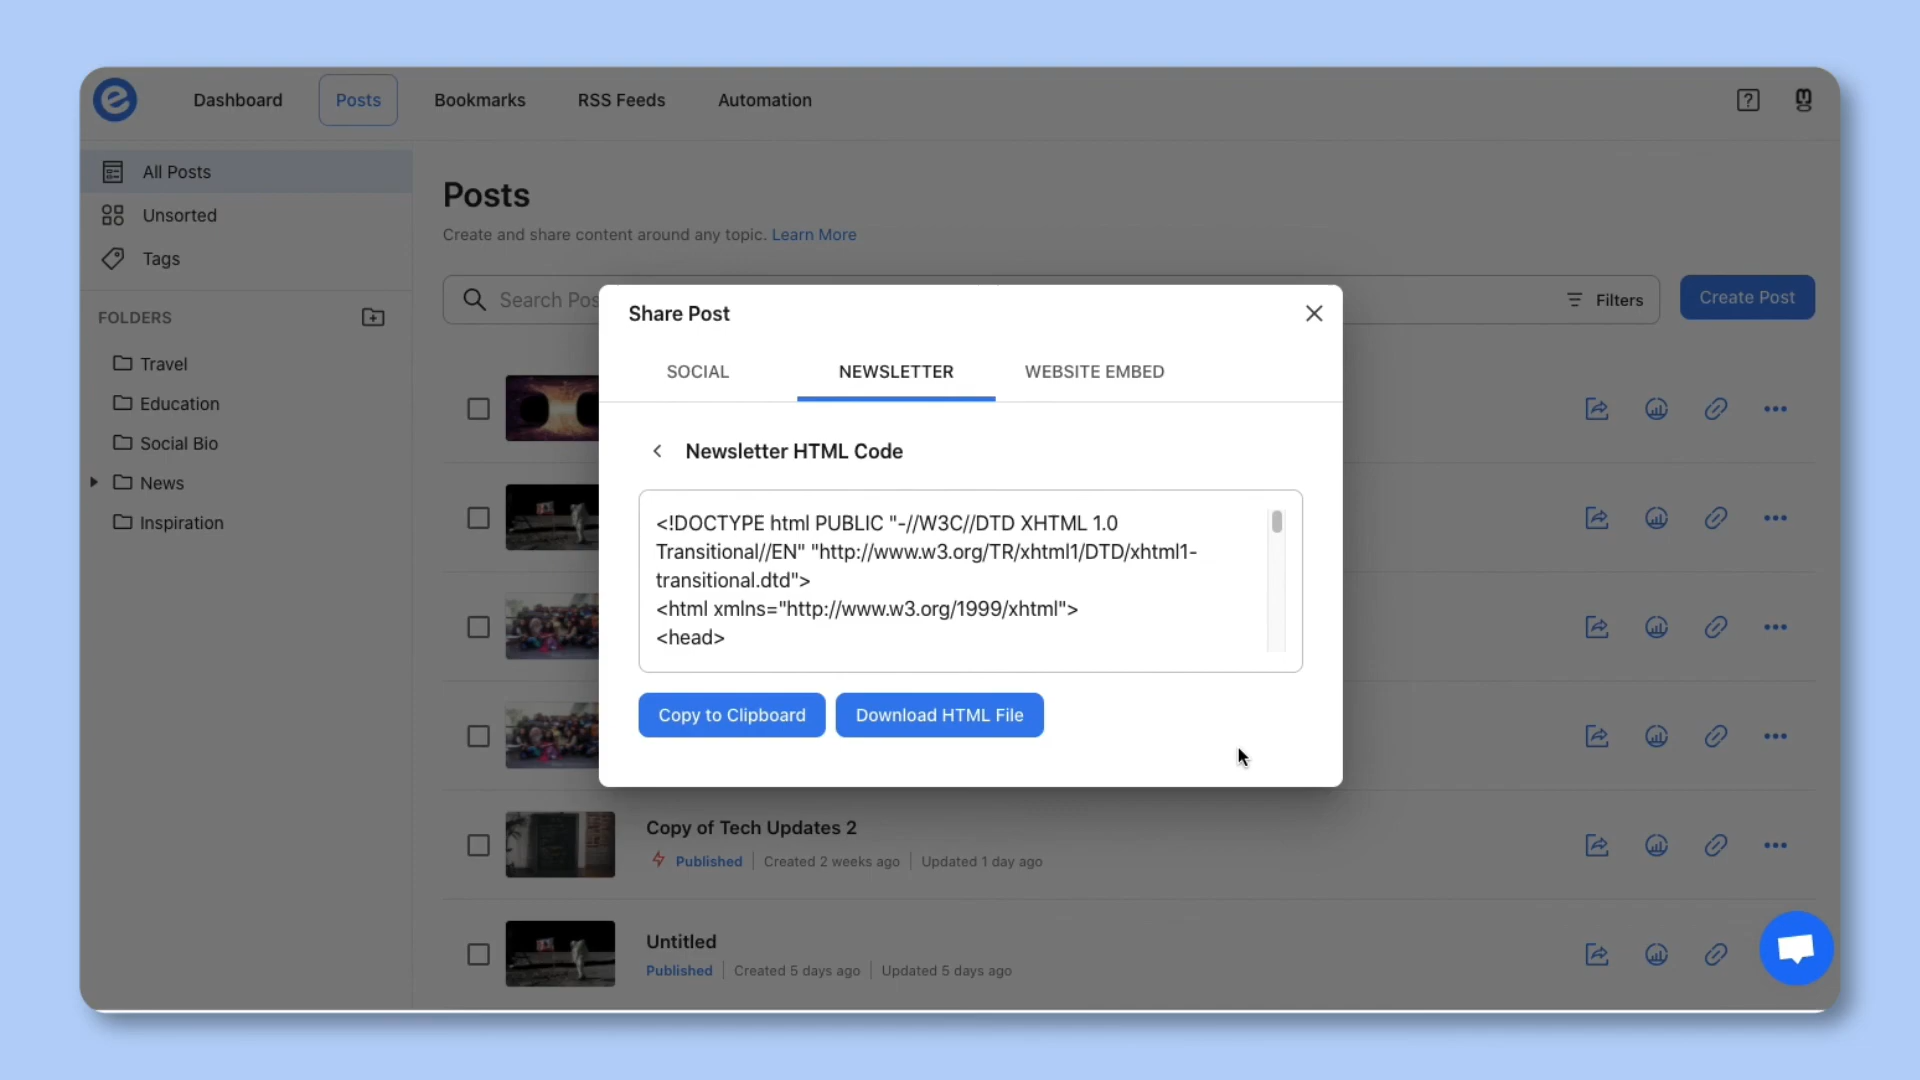 Dashboard
Posts
Bookmarks
RSS Feeds
Automation
All Posts
Unsorted
Tags
FOLDERS
Travel
Education
Social Bio
News
Inspiration
Posts
Create and share content around any topic. Learn More
Search
Filters
Create Post
Share Post
SOCIAL
NEWSLETTER
WEBSITE EMBED
Newsletter HTML Code
<!DOCTYPE html PUBLIC "-//W3C//DTD XHTML 1.0
Transitional//EN" "http://www.w3.org/TR/xhtml1/DTD/xhtml1-
transitional.dtd">
<html xmlns="http://www.w3.org/1999/xhtml">
<head>
Copy to Clipboard
Download HTML File
Copy of Tech Updates 2
Published
Created 2 weeks ago
Updated 1 day ago
Untitled
Published
Created 5 days ago
Updated 5 days ago